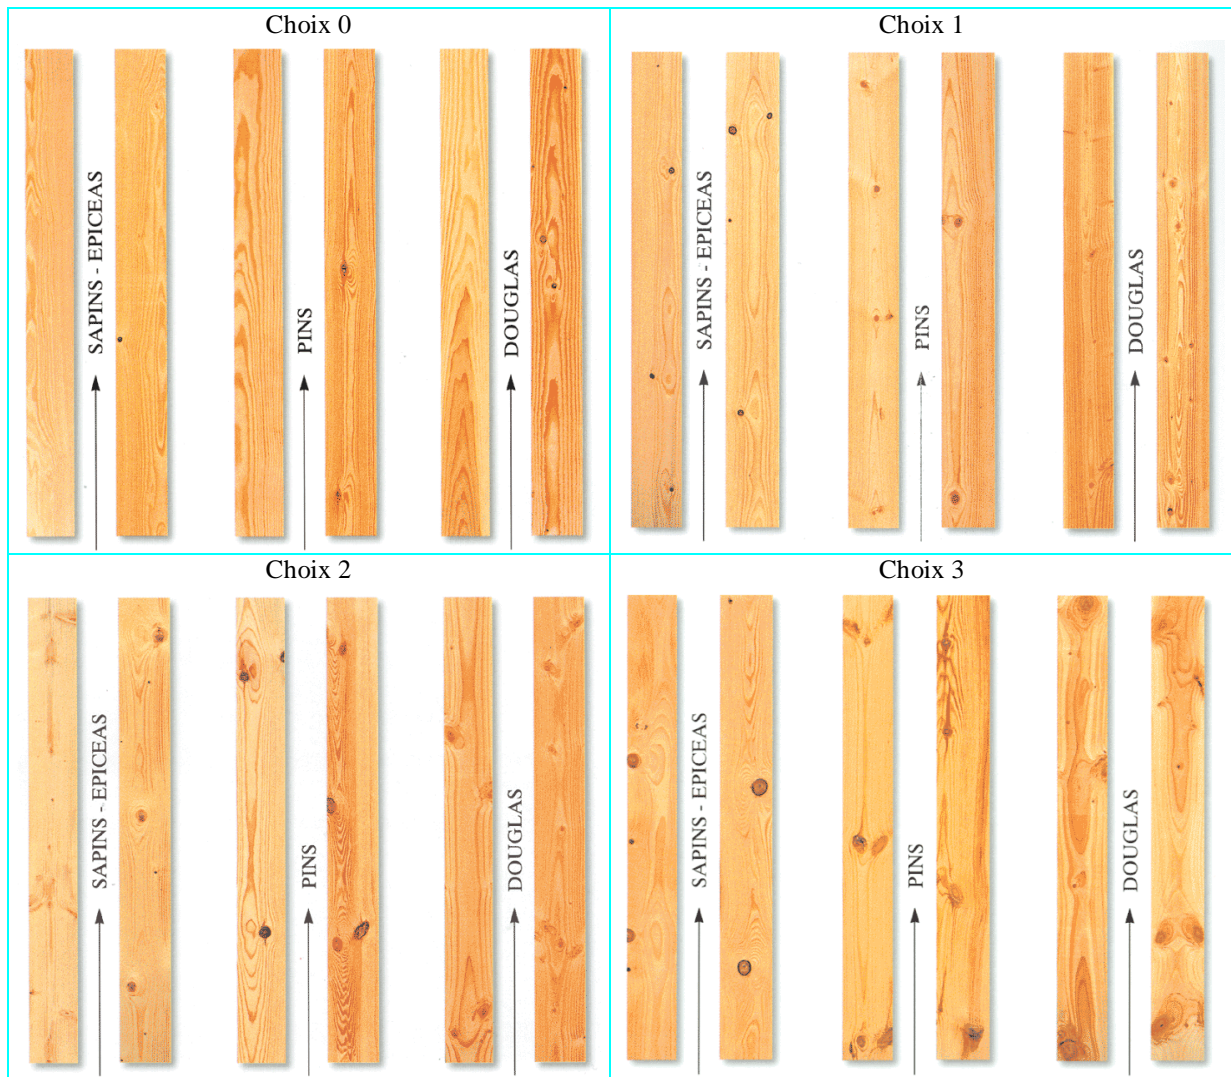 Choix 0
SAPINS - EPICEAS
PINS
DOUGLAS
Choix 1
SAPINS - EPICEAS
PINS
DOUGLAS
Choix 2
SAPINS - EPICEAS
PINS
DOUGLAS
Choix 3
SAPINS - EPICEAS
PINS
DOUGLAS